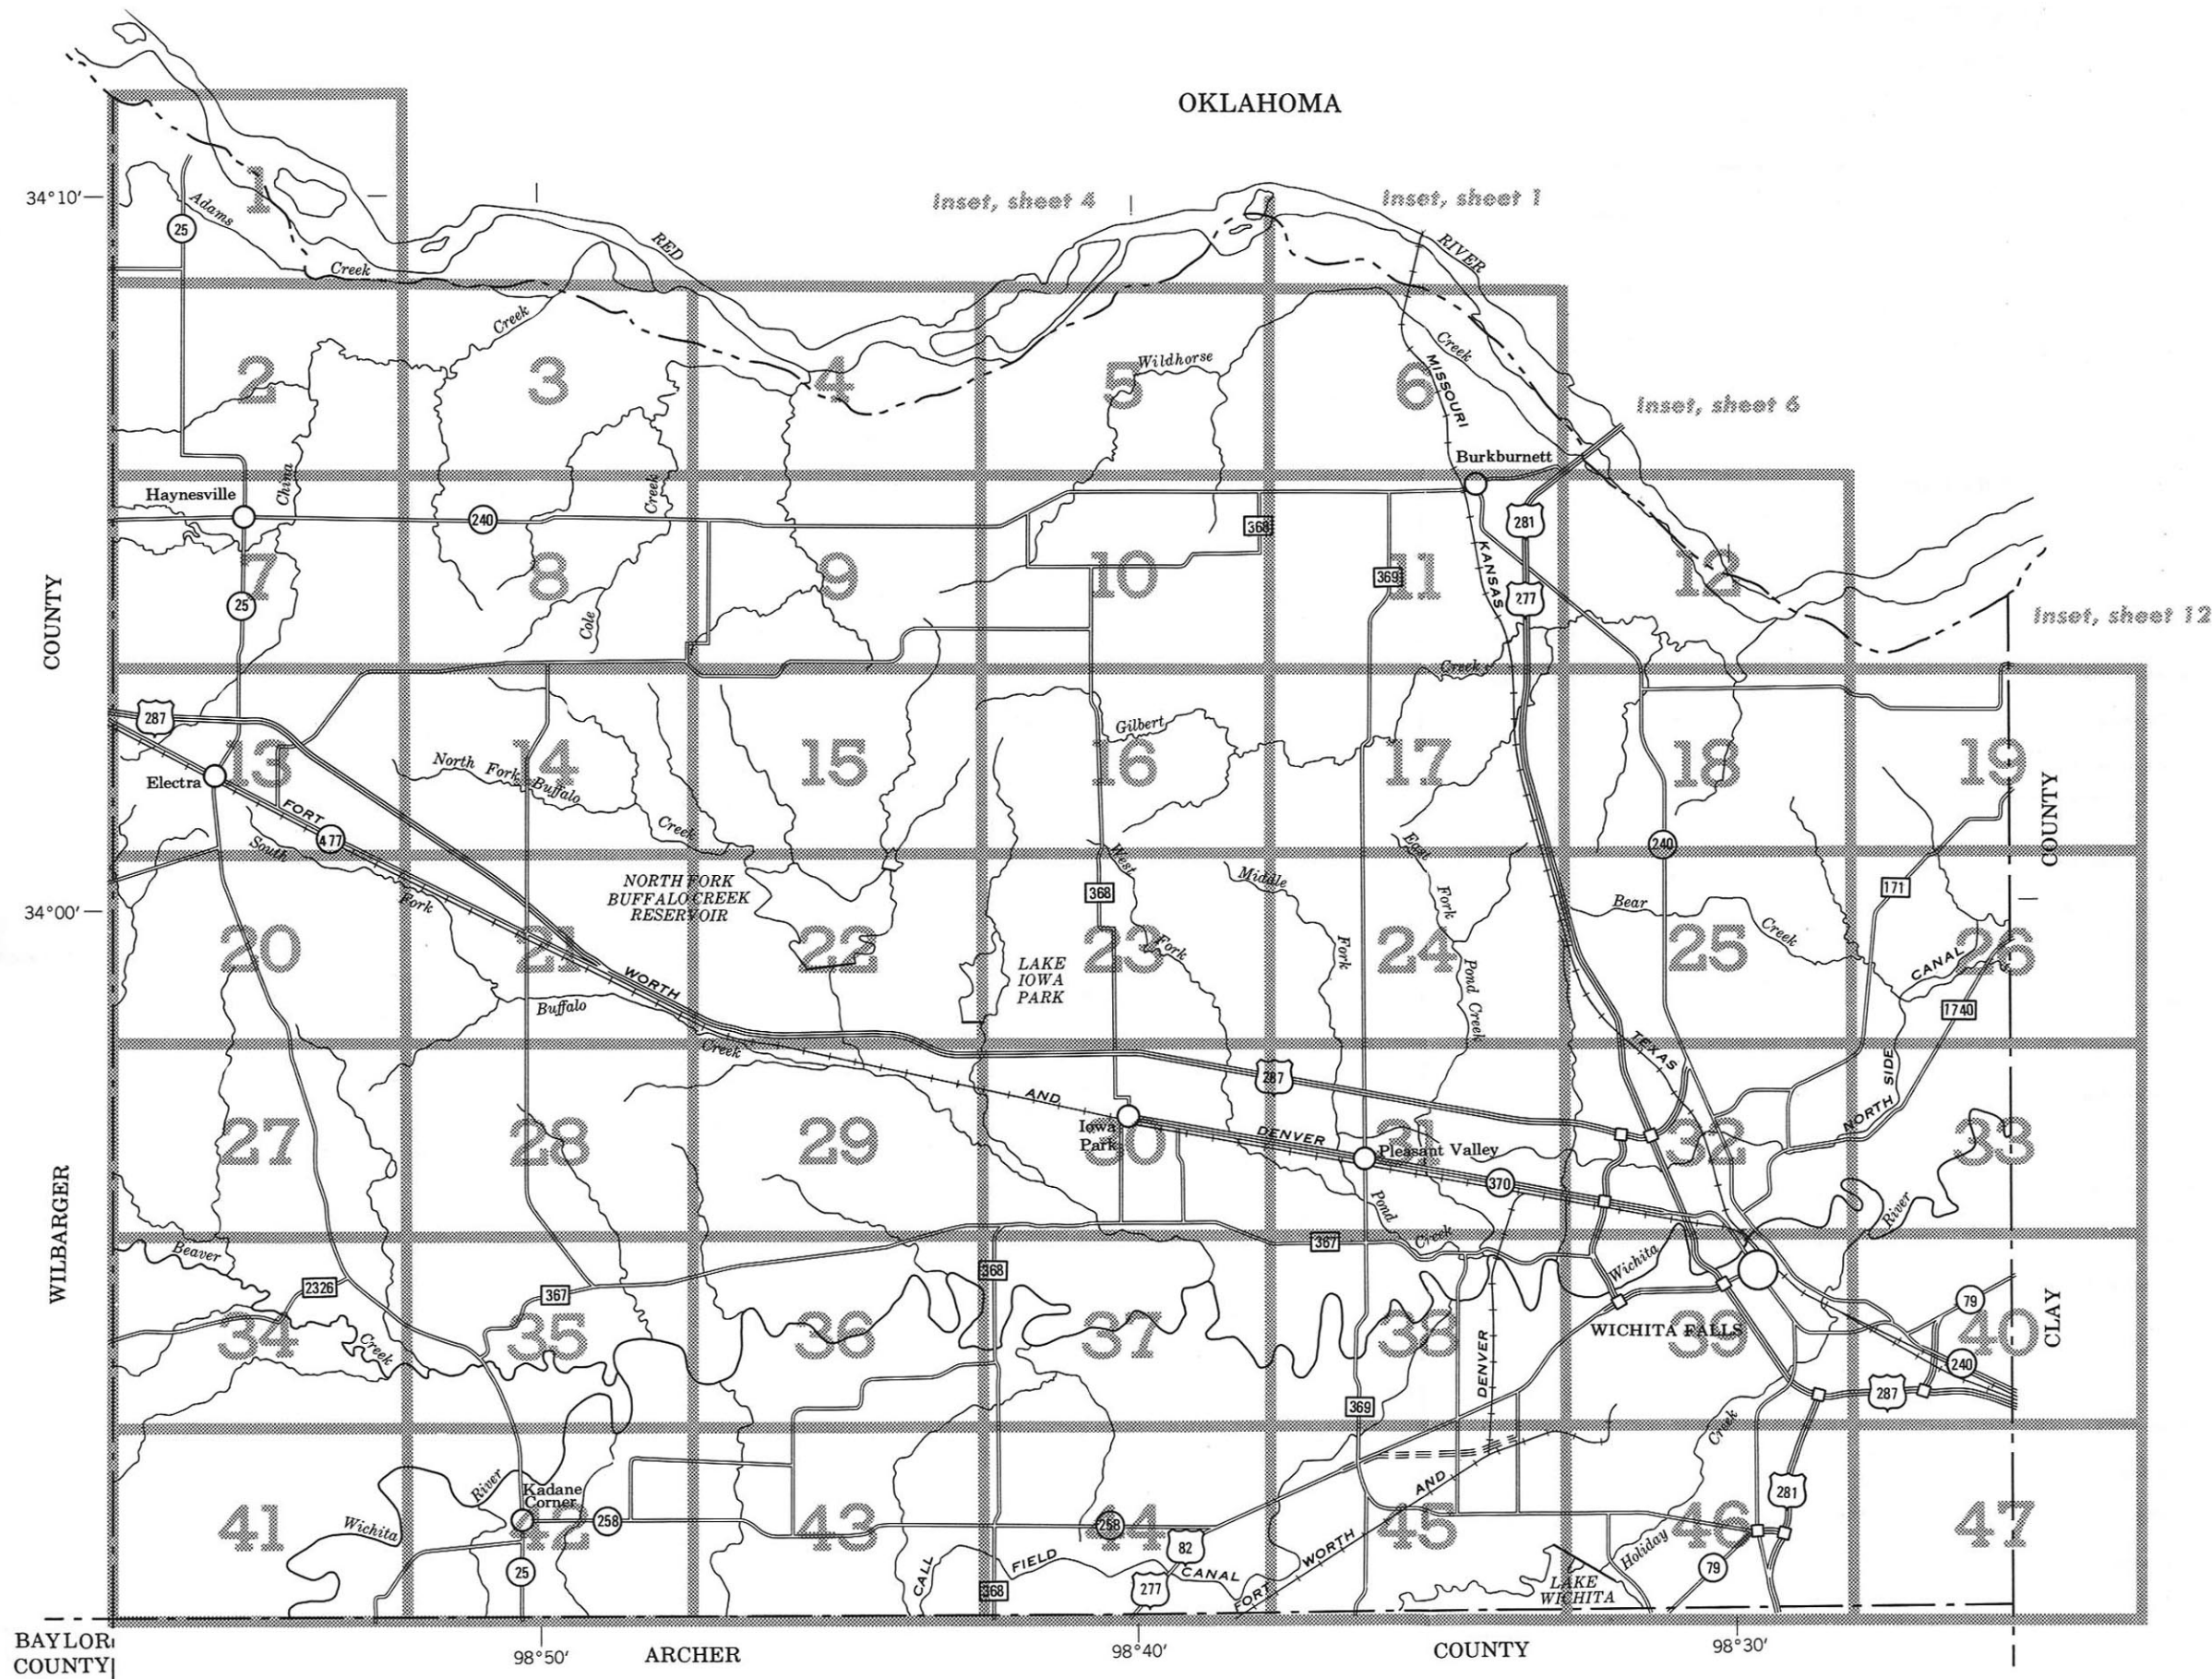 OKLAHOMA
34°10′
1
Adams
Creek
25
Inset, sheet 4
Inset, sheet 1
RED
RIVER
2
3
4
5
6
Creek
Wildhorse
Creek
MISSOURI
Inset, sheet 6
Haynesville
China
240
Creek
Burkburnett
281
368
7
8
9
10
11
12
25
Cole
369
KANSAS
277
Inset, sheet 12
COUNTY
Creek
287
Gilbert
13
14
15
16
17
18
19
Electra
North Fork Buffalo
Creek
FORT
477
South
Fork
240
COUNTY
West
Middle
East
Fork
NORTH FORK
BUFFALO CREEK
RESERVOIR
368
171
34°00′
Bear
Creek
20
21
22
23
24
25
26
Fork
Fork
Pond Creek
LAKE
IOWA
PARK
CANAL
WORTH
Buffalo
1740
Creek
TEXAS
287
AND
SIDE
NORTH
27
28
29
30
31
32
33
Iowa
Park
DENVER
Pleasant Valley
370
Pond
Creek
River
WILBARGER
Beaver
367
Wichita
2326
367
368
79
34
35
36
37
38
39
40
Creek
WICHITA FALLS
CLAY
DENVER
240
287
369
Creek
River
Kadane
Corner
281
41
42
43
44
45
46
47
Wichita
258
258
AND
82
WORTH
Holiday
25
CALL
FIELD
CANAL
368
277
FORT
LAKE
WICHITA
79
BAYLOR
COUNTY
98°50′
ARCHER
98°40′
COUNTY
98°30′